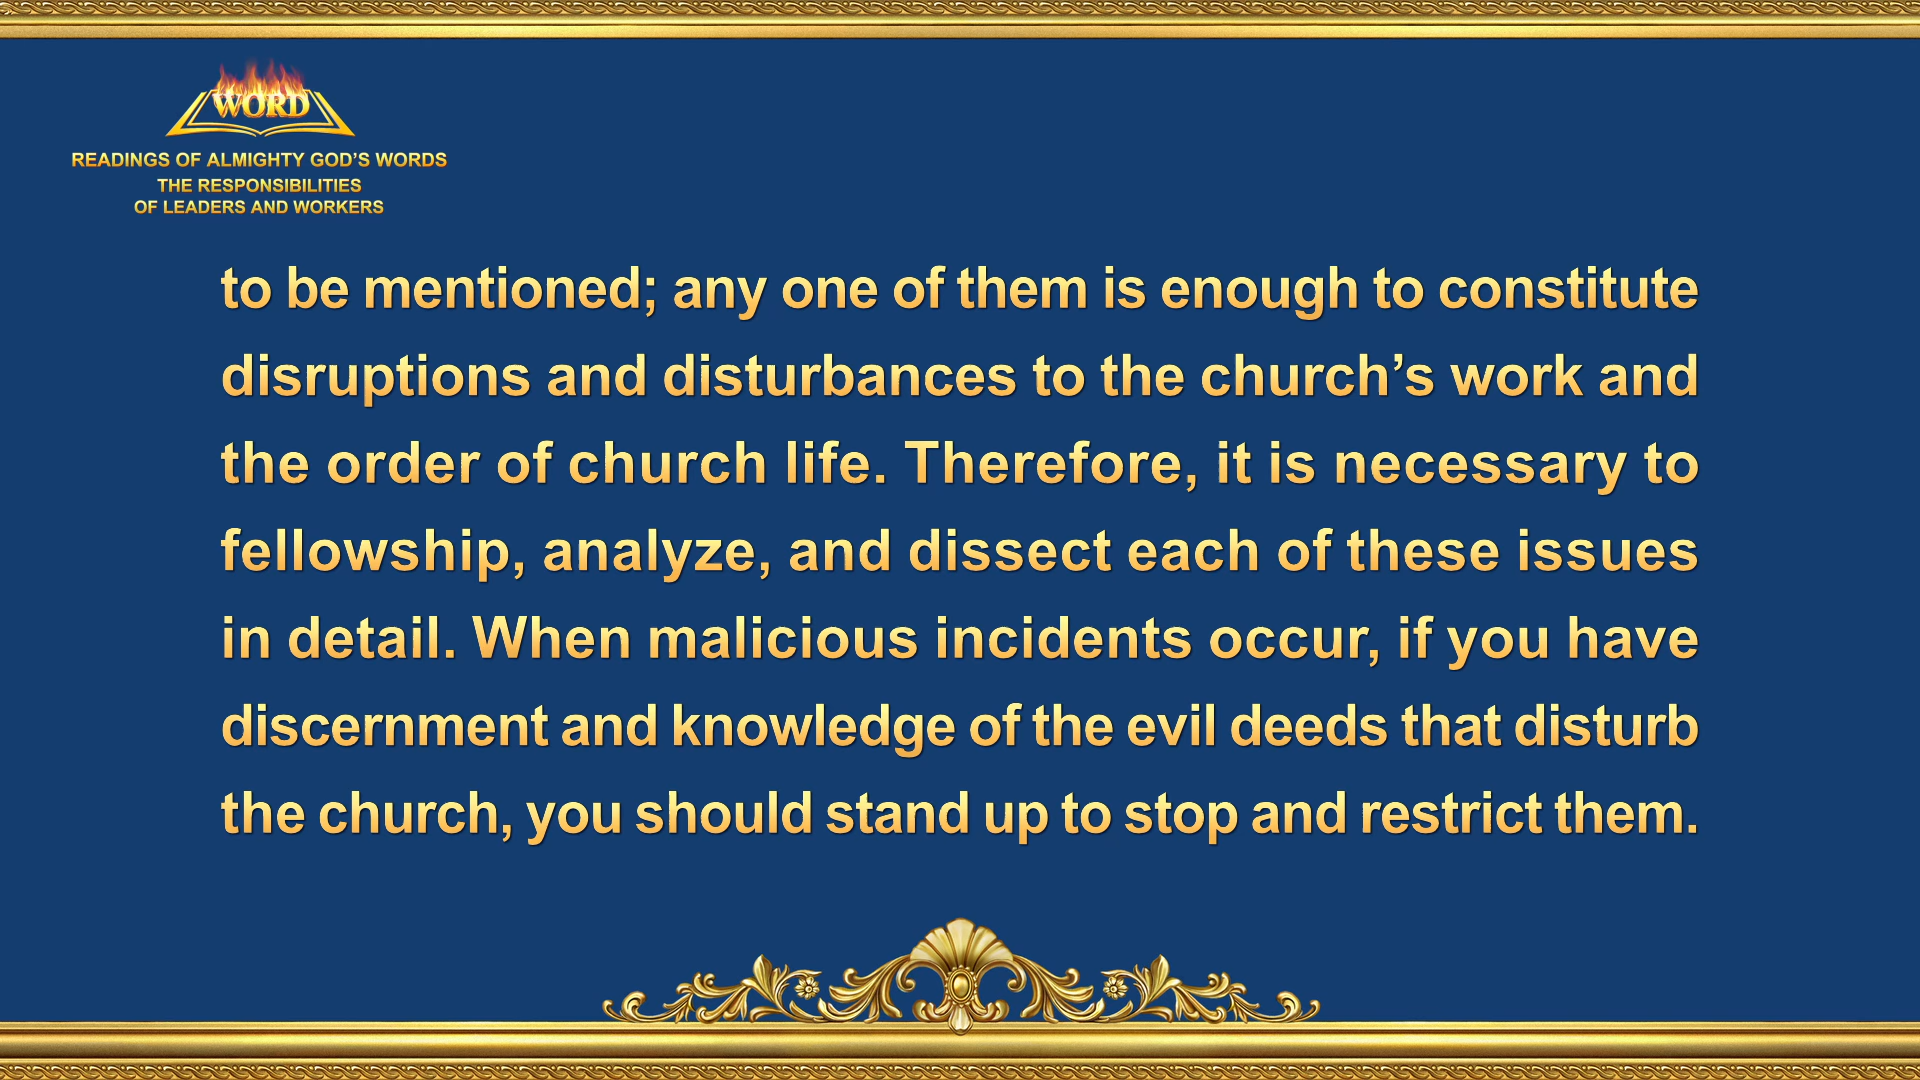 WORD
READINGS OF ALMIGHTY GOD’S WORDS
THE RESPONSIBILITIES
OF LEADERS AND WORKERS
to be mentioned; any one of them is enough to constitute
disruptions and disturbances to the church’s work and
the order of church life. Therefore, it is necessary to
fellowship, analyze, and dissect each of these issues
in detail. When malicious incidents occur, if you have
discernment and knowledge of the evil deeds that disturb
the church, you should stand up to stop and restrict them.